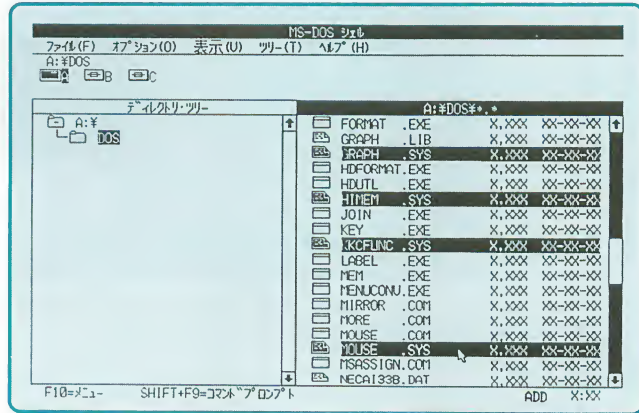 MS-DOS シェル
ファイル(F) オプション(O) 表示(U) ツリー(T) ヘルプ(H)
A:¥DOS
A B C
ディレクトリ・ツリー
A:¥
DOS
A:¥DOS¥*.*
FORMAT .EXE X,XXX XX-XX-XX
GRAPH .LIB X,XXX XX-XX-XX
GRAPH .SYS X,XXX XX-XX-XX
HDFORMAT.EXE X,XXX XX-XX-XX
HDUTL .EXE X,XXX XX-XX-XX
HIMEM .SYS X,XXX XX-XX-XX
JOIN .EXE X,XXX XX-XX-XX
KEY .EXE X,XXX XX-XX-XX
KKCFUNC .SYS X,XXX XX-XX-XX
LABEL .EXE X,XXX XX-XX-XX
MEM .EXE X,XXX XX-XX-XX
MENUCONV.EXE X,XXX XX-XX-XX
MIRROR .COM X,XXX XX-XX-XX
MORE .COM X,XXX XX-XX-XX
MOUSE .COM X,XXX XX-XX-XX
MOUSE .SYS X,XXX XX-XX-XX
MSASSIGN.COM X,XXX XX-XX-XX
NECAI33B.DAT X,XXX XX-XX-XX
F10=メニュー SHIFT+F9=コマンドプロンプト ADD X:XX